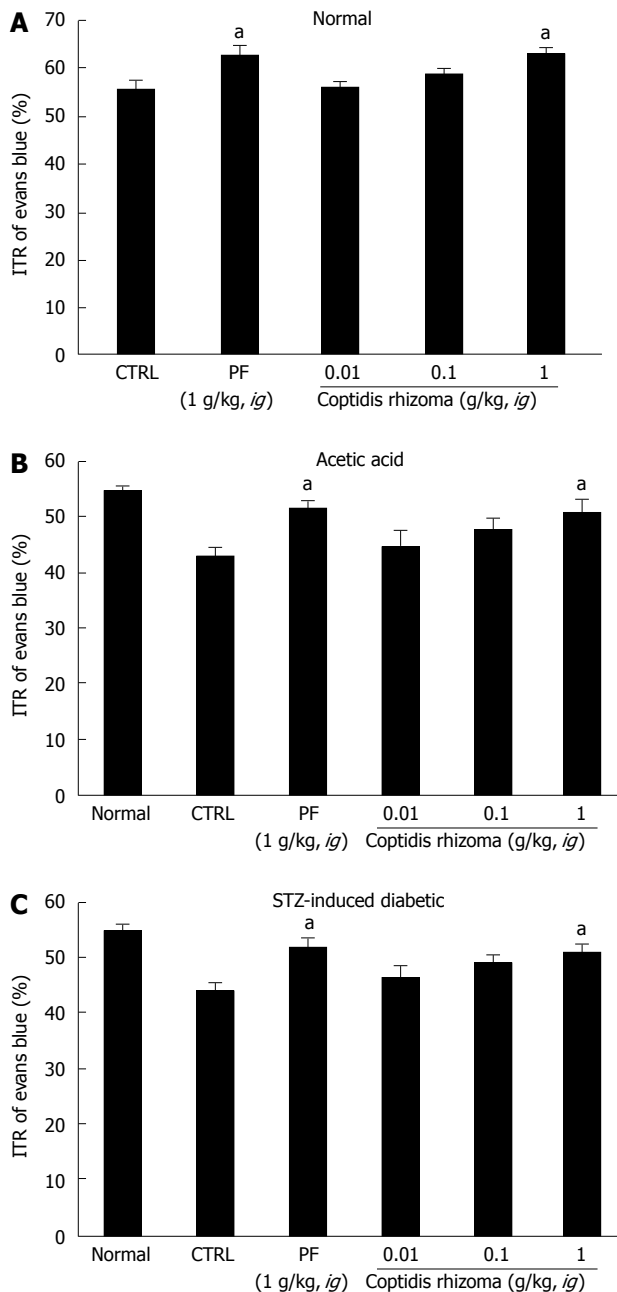 A
Normal
70
60
50
40
30
20
10
0
ITR of evans blue (%)
a
a
CTRL PF 0.01 0.1 1
(1 g/kg, ig) Coptidis rhizoma (g/kg, ig)
B
Acetic acid
60
50
40
30
20
10
0
ITR of evans blue (%)
a
a
Normal CTRL PF 0.01 0.1 1
(1 g/kg, ig) Coptidis rhizoma (g/kg, ig)
C
STZ-induced diabetic
60
50
40
30
20
10
0
ITR of evans blue (%)
a
a
Normal CTRL PF 0.01 0.1 1
(1 g/kg, ig) Coptidis rhizoma (g/kg, ig)